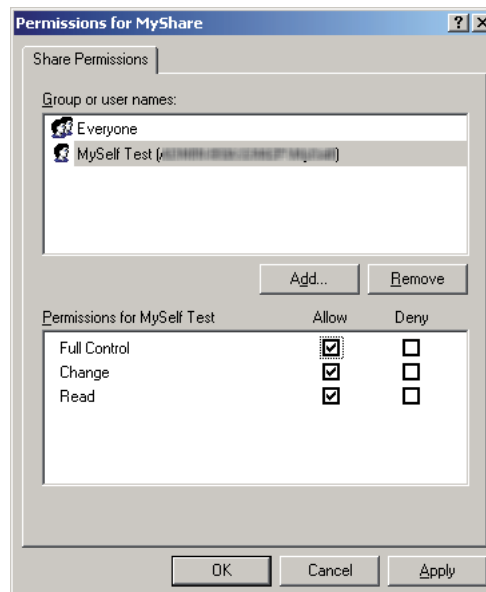 Permissions for MyShare
Share Permissions
Group or user names:
Everyone
MySelf Test (
Add... Remove
Permissions for MySelf Test Allow Deny
Full Control
Change
Read
OK Cancel Apply